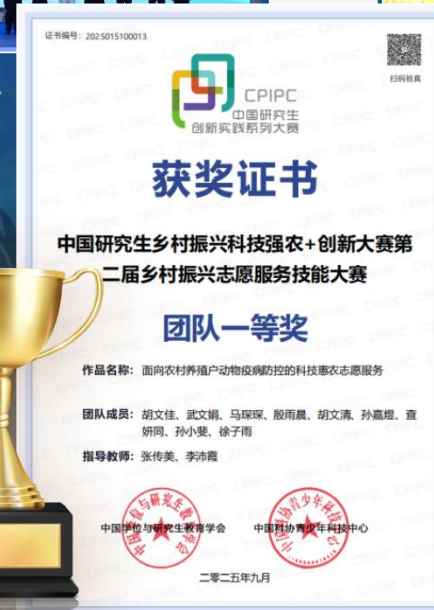 证书编号：2025015100013
扫码验真
CPIPC
中国研究生
创新实践系列大赛
获奖证书
中国研究生乡村振兴科技强农+创新大赛第
二届乡村振兴志愿服务技能大赛
团队一等奖
作品名称：面向农村养殖户动物疫病防控的科技惠农志愿服务
团队成员：胡文佳、武文娟、马琛琛、殷雨晨、胡文清、孙嘉煜、查
妍同、孙小斐、徐子雨
指导教师：张传美、李沛霞
中国学位与研究生教育学会
中国科协青少年科技中心
二零二五年九月